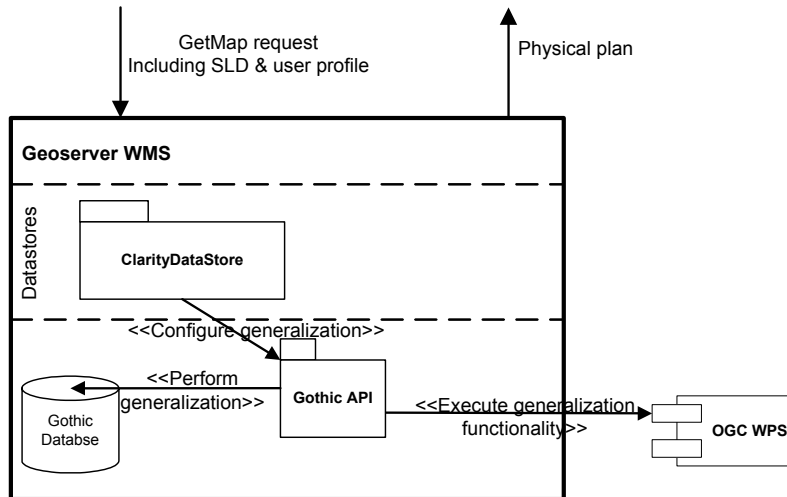 GetMap request
Including SLD & user profile
Physical plan
Geoserver WMS
Datastores
ClarityDataStore
<<Configure generalization>>
<<Perform
generalization>>
Gothic API
<<Execute generalization
functionality>>
Gothic
Databse
OGC WPS